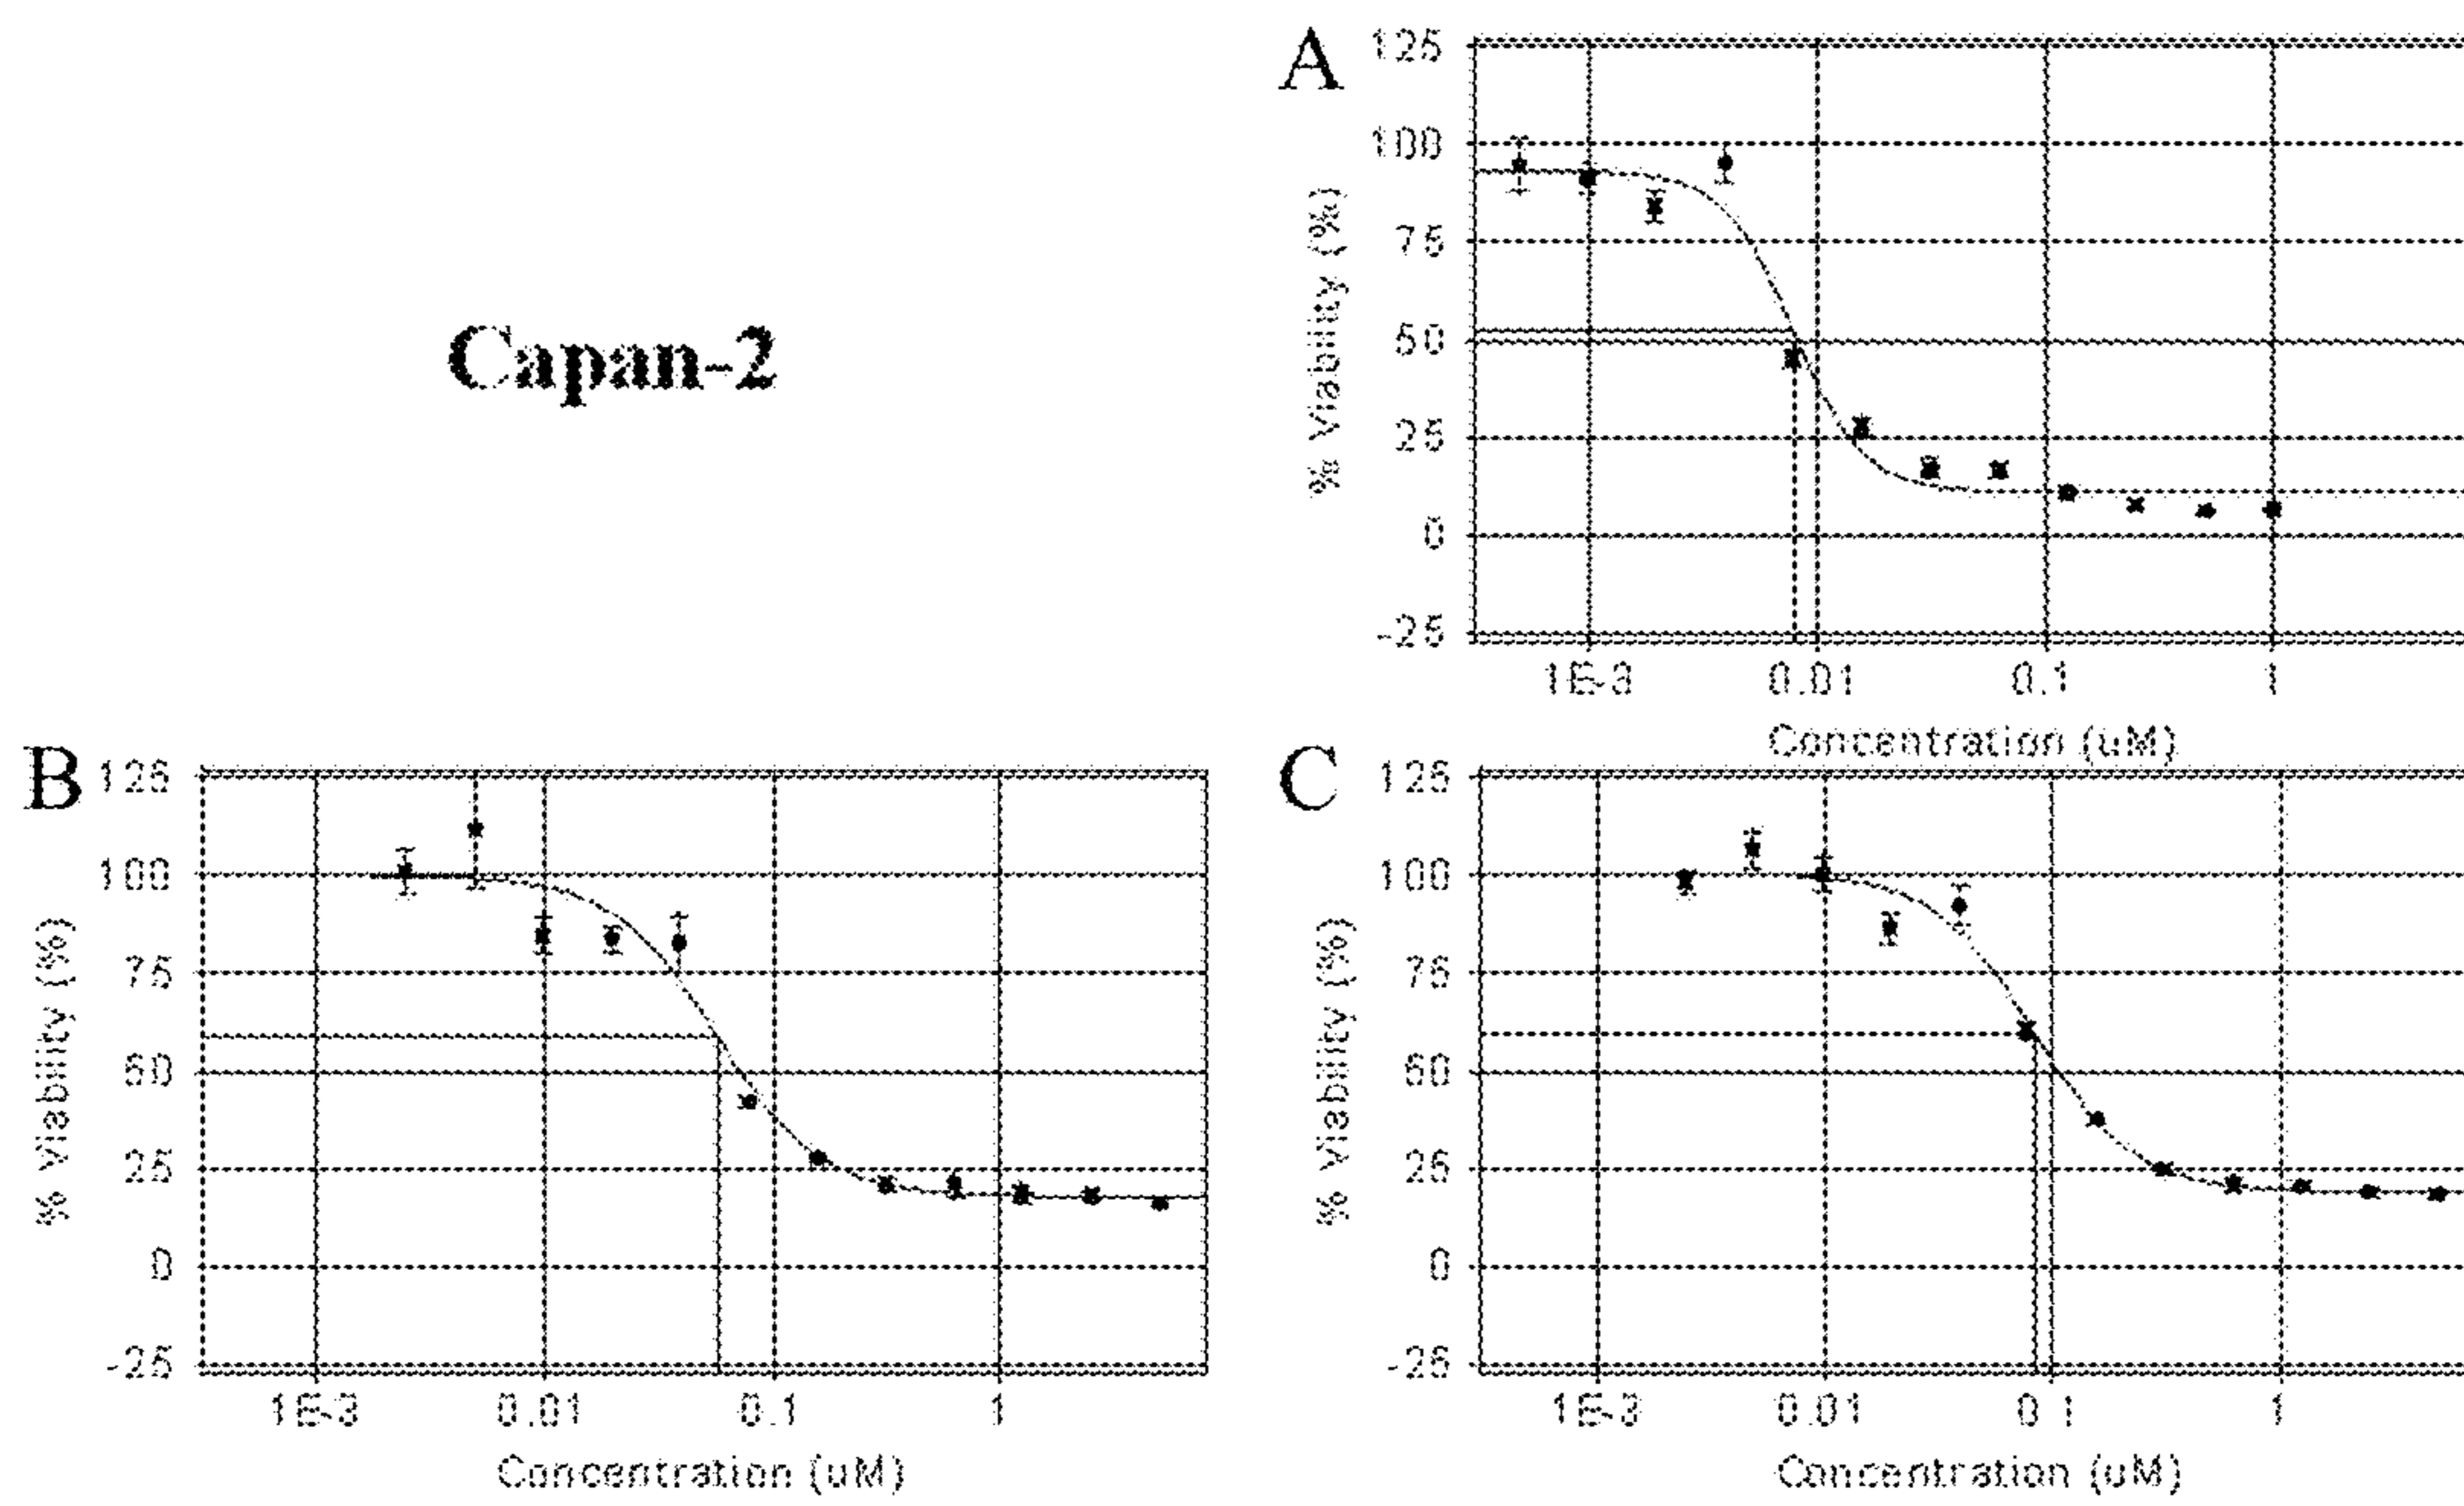 A
125
100
75
50
25
0
-25
% Viability (%)
1E-3 0.01 0.1 1
Concentration (uM)
Capan-2
B
125
100
75
50
25
0
-25
% Viability (%)
1E-3 0.01 0.1 1
Concentration (uM)
C
125
100
75
50
25
0
-25
% Viability (%)
1E-3 0.01 0.1 1
Concentration (uM)